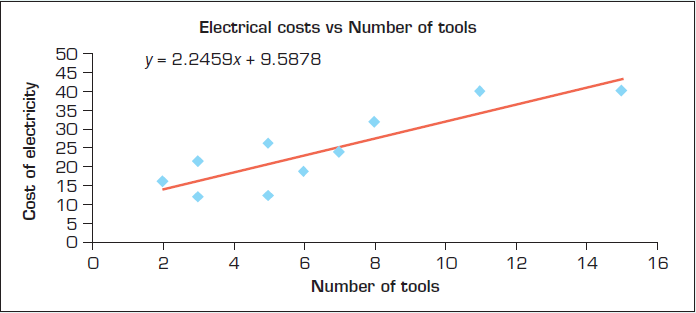 Electrical costs vs Number of tools
y = 2.2459x + 9.5878
Cost of electricity
50
45
40
35
30
25
20
15
10
5
0
0 2 4 6 8 10 12 14 16
Number of tools